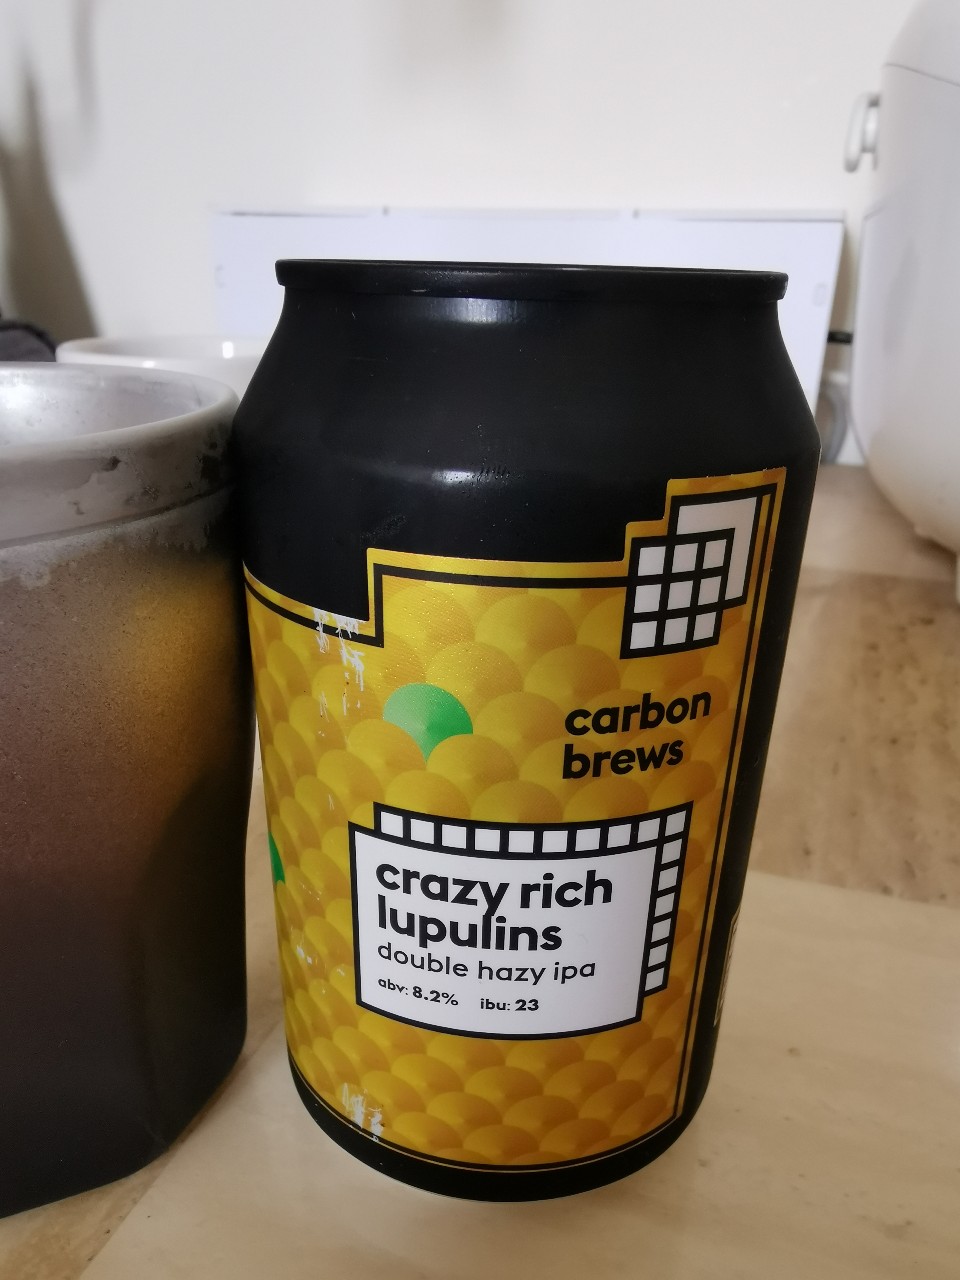 carbon
brews
crazy rich
lupulins
double hazy ipa
abv: 8.2% ibu: 23